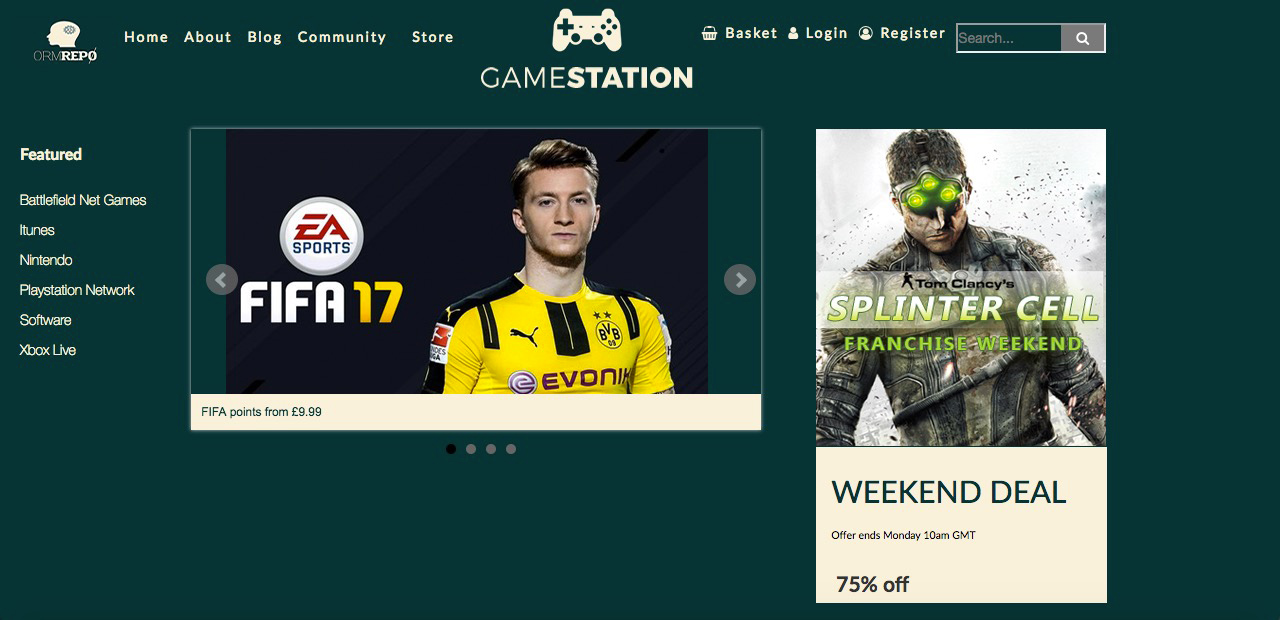 Home About Blog Community Store
Basket Login Register Search...
ORMREPØ
GAMESTATION
Featured
Battlefield Net Games
Itunes
Nintendo
Playstation Network
Software
Xbox Live
EA
SPORTS
FIFA 17
BVB
09
EVONIK
FIFA points from £9.99
Tom Clancy's
SPLINTER CELL
FRANCHISE WEEKEND
WEEKEND DEAL
Offer ends Monday 10am GMT
75% off